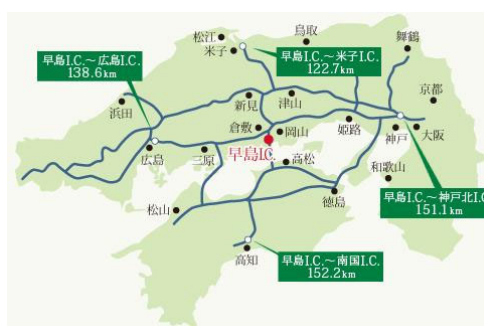 松江
米子
鳥取
舞鶴
早島I.C.～広島I.C.
138.6km
早島I.C.～米子I.C.
122.7km
京都
浜田
新見
津山
倉敷
岡山
姫路
神戸
大阪
広島
三原
早島I.C.
高松
和歌山
早島I.C.～神戸北I.C.
151.1km
徳島
松山
高知
早島I.C.～南国I.C.
152.2km